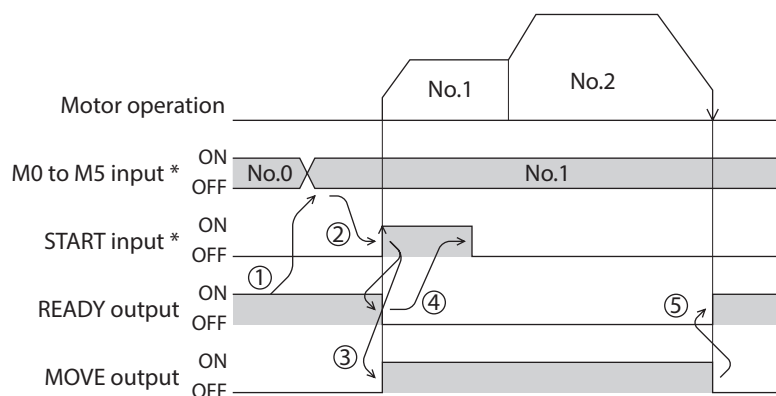 No.1
No.2
Motor operation
M0 to M5 input *
ON
OFF
No.0
No.1
START input *
ON
OFF
②
①
READY output
ON
OFF
④
⑤
③
MOVE output
ON
OFF